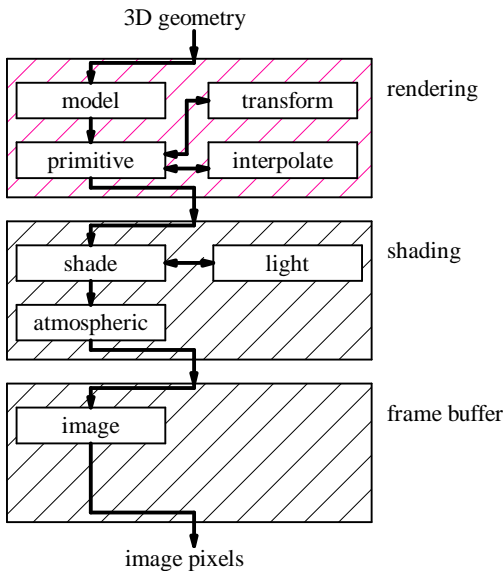 3D geometry
rendering
model
transform
primitive
interpolate
shading
shade
light
atmospheric
frame buffer
image
image pixels